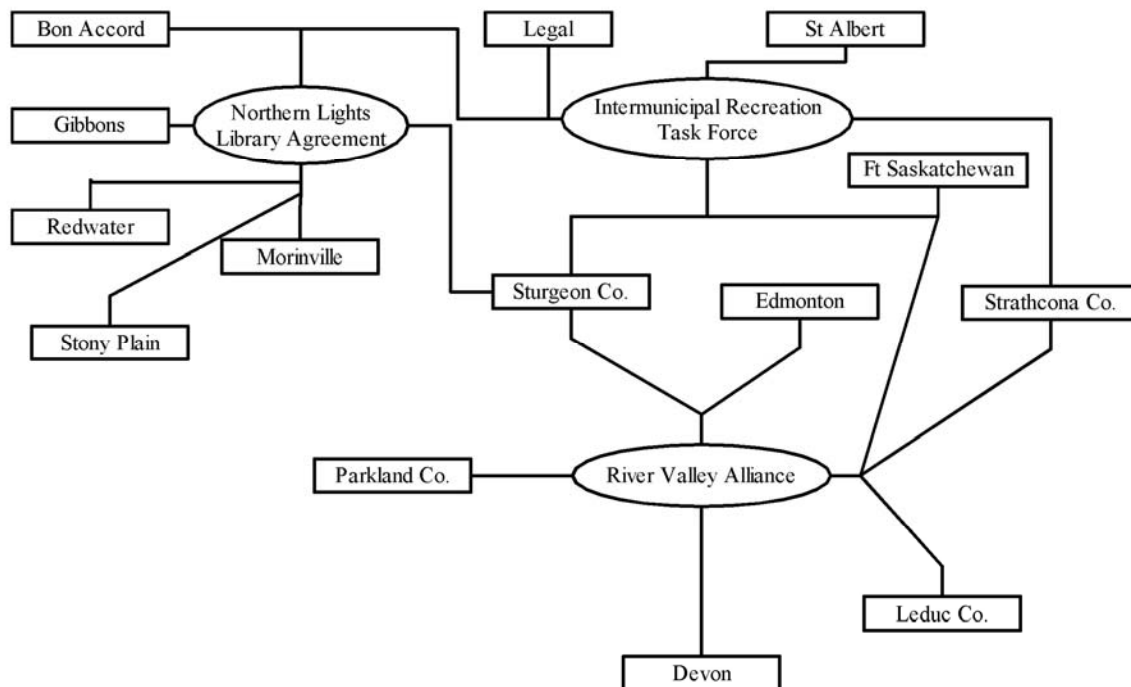 Bon Accord
Legal
St Albert
Gibbons
Northern Lights
Library Agreement
Intermunicipal Recreation
Task Force
Ft Saskatchewan
Redwater
Morinville
Sturgeon Co.
Edmonton
Strathcona Co.
Stony Plain
Parkland Co.
River Valley Alliance
Leduc Co.
Devon